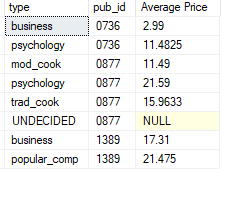 type pub_id Average Price
business 0736 2.99
psychology 0736 11.4825
mod_cook 0877 11.49
psychology 0877 21.59
trad_cook 0877 15.9633
UNDECIDED 0877 NULL
business 1389 17.31
popular_comp 1389 21.475